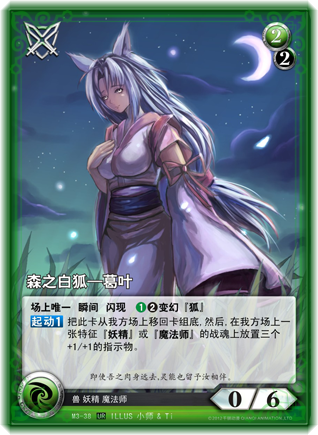 2
2
森之白狐—葛叶
场上唯一 瞬间 闪现 12变幻『狐』
起动1 把此卡从我方场上移回卡组底,然后,在我方场上一
张特征『妖精』或『魔法师』的战魂上放置三个
+1/+1的指示物。
即使吾之肉身逝去,灵能也留予汝相伴。
兽 妖精 魔法师
0/6
M3-38 UR ILLUS 小师 & Ti